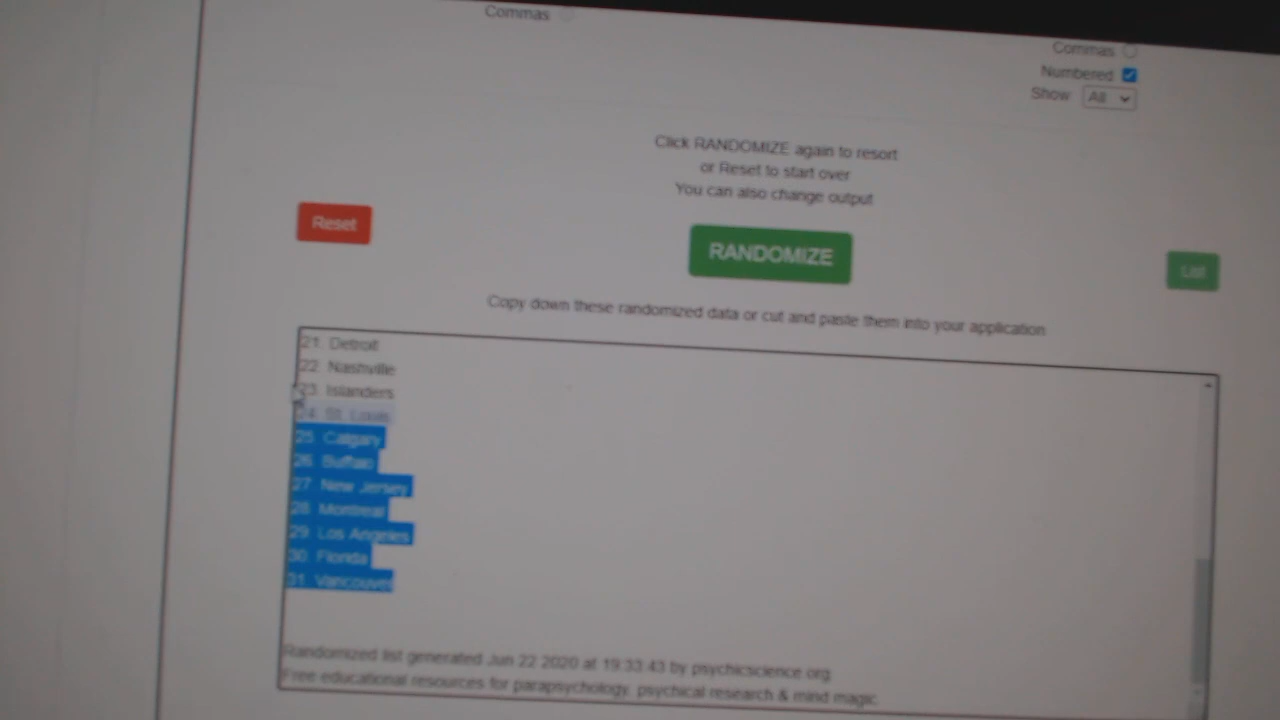 Commas
Commas
Numbered
Show All
Click RANDOMIZE again to resort
or Reset to start over
You can also change output
Reset
RANDOMIZE
List
Copy down these randomized data or cut and paste them into your application
21. Detroit
22. Nashville
23. Islanders
24. St. Louis
25. Calgary
26. Buffalo
27. New Jersey
28. Montreal
29. Los Angeles
30. Florida
31. Vancouver
Randomized list generated Jun 22 2020 at 19:33:43 by psychicscience.org
Free educational resources for parapsychology, psychical research & mind magic.